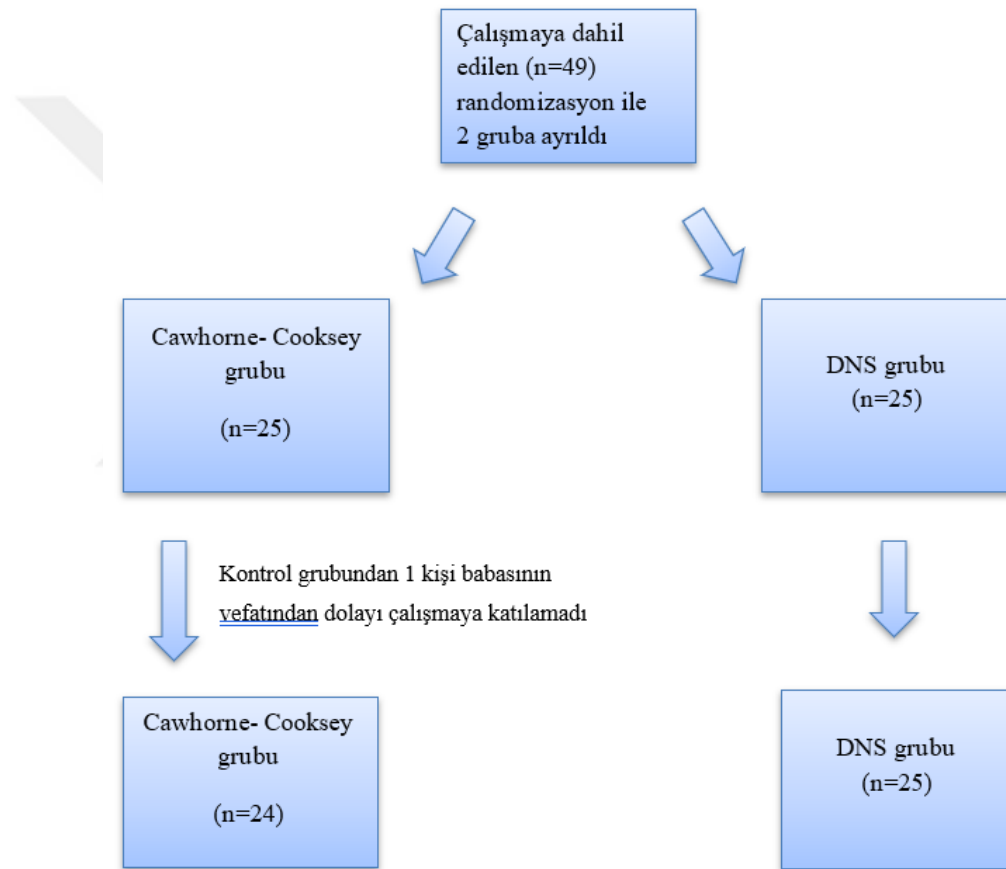 Çalışmaya dahil
edilen (n=49)
randomizasyon ile
2 gruba ayrıldı
Cawhorne- Cooksey
grubu
(n=25)
DNS grubu
(n=25)
Kontrol grubundan 1 kişi babasının
vefatından dolayı çalışmaya katılamadı
Cawhorne- Cooksey
grubu
(n=24)
DNS grubu
(n=25)